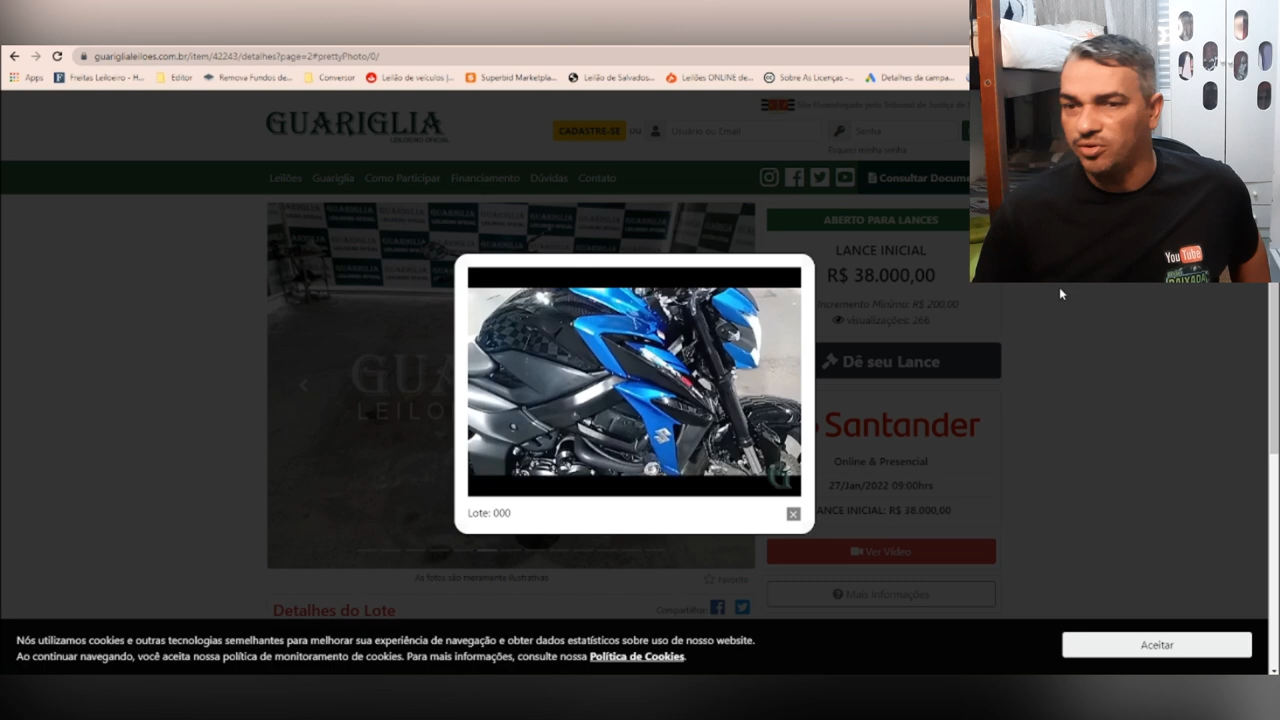 guariglialeiloes.com.br/item/42243/detalhes?page=2#prettyPhoto/0/
Apps Freitas Leiloeiro - H... Editor Remova Fundos de... Conversor Leilão de veículos |... Superbid Marketpla... Leilão de Salvados... Leilões ONLINE de... Sobre As Licenças -... Detalhes da campa...
GUARIGLIA
LEILOEIRO OFICIAL
CADASTRE-SE ou Usuário ou Email Senha
Esqueci minha senha
Leilões Guariglia Como Participar Financiamento Dúvidas Contato Consultar Docume
ABERTO PARA LANCES
LANCE INICIAL
R$ 38.000,00
Incremento Mínimo: R$ 200,00
visualizações: 266
Dê seu Lance
GUA
LEILO
Santander
Online & Presencial
27/Jan/2022 09:00hrs
LANCE INICIAL: R$ 38.000,00
Lote: 000
Ver Vídeo
As fotos são meramente ilustrativas
Favorito
Mais Informações
Detalhes do Lote
Compartilhar:
Nós utilizamos cookies e outras tecnologias semelhantes para melhorar sua experiência de navegação e obter dados estatísticos sobre uso de nosso website.
Ao continuar navegando, você aceita nossa política de monitoramento de cookies. Para mais informações, consulte nossa Política de Cookies.
Aceitar
YouTube